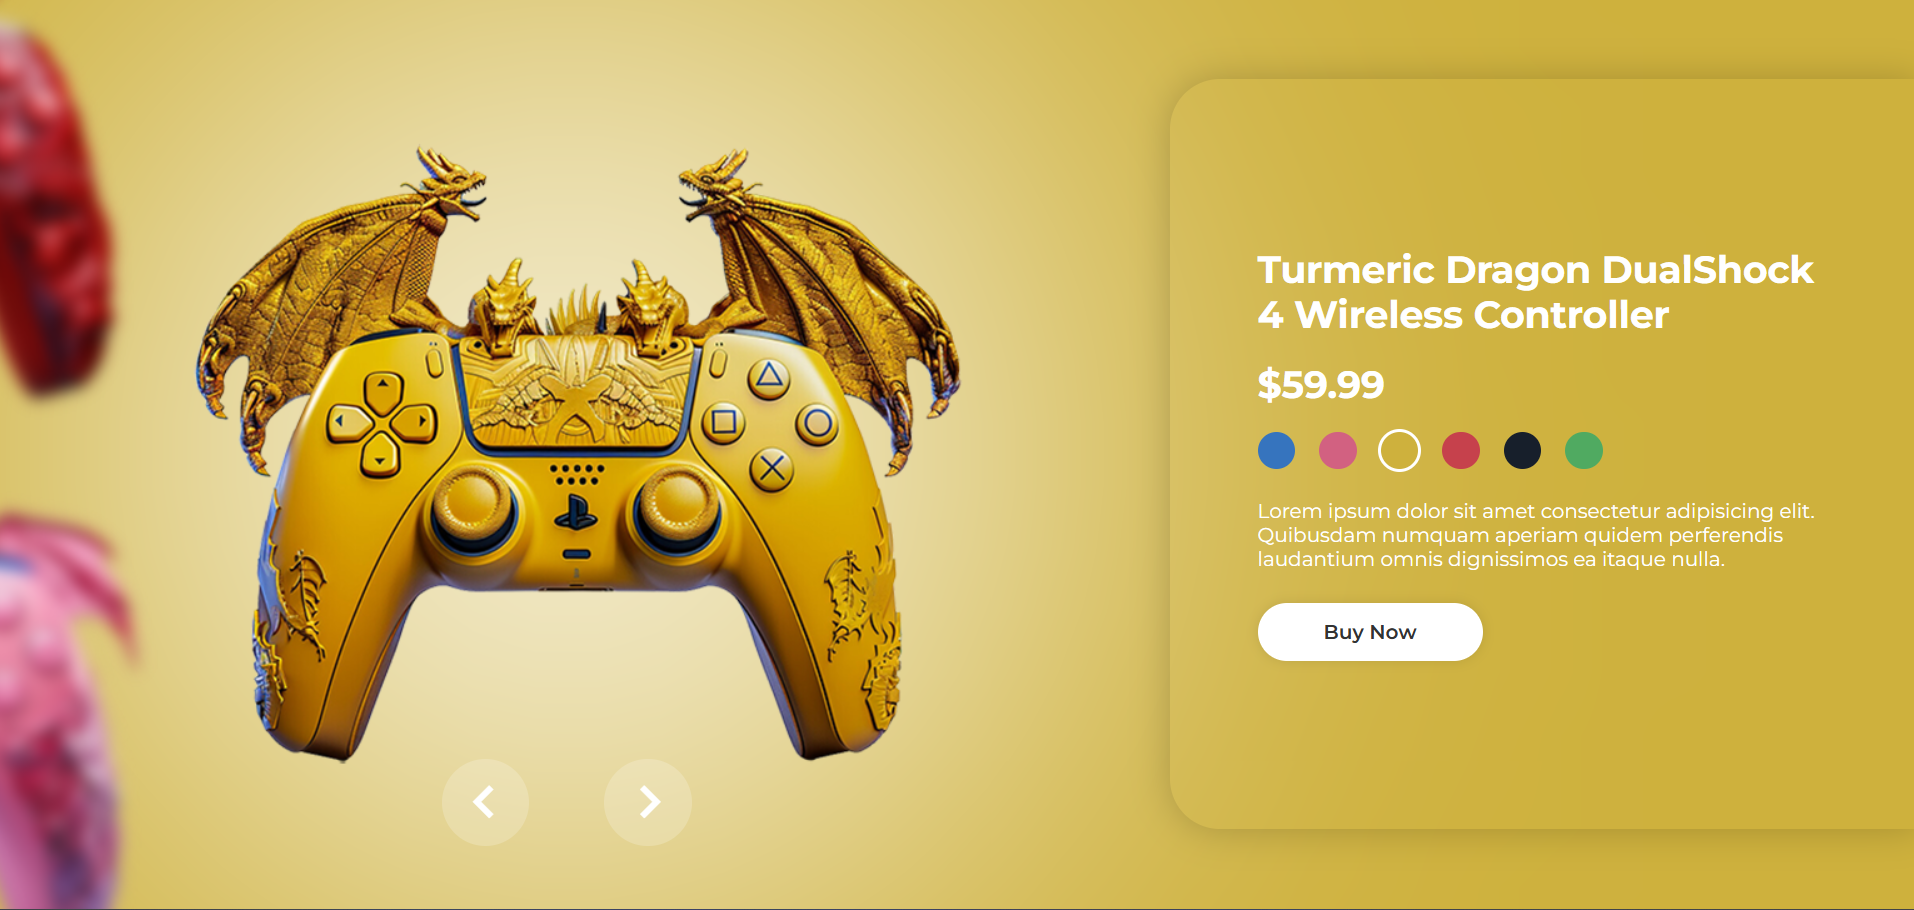 Turmeric Dragon DualShock
4 Wireless Controller
$59.99
Lorem ipsum dolor sit amet consectetur adipisicing elit.
Quibusdam numquam aperiam quidem perferendis
laudantium omnis dignissimos ea itaque nulla.
Buy Now